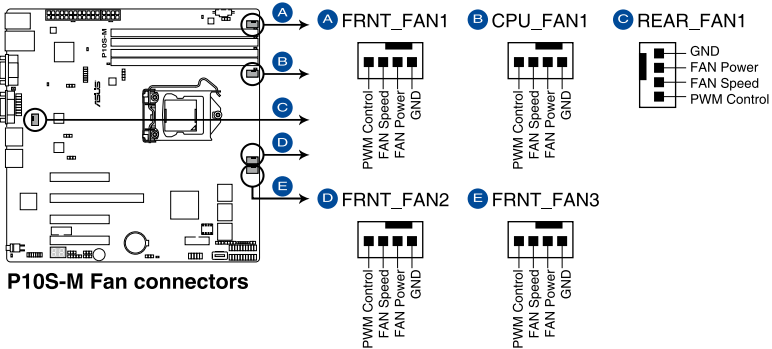 A
B
C
D
E
P10S-M
ASUS
P10S-M Fan connectors
A FRNT_FAN1
PWM Control
FAN Speed
FAN Power
GND
B CPU_FAN1
PWM Control
FAN Speed
FAN Power
GND
C REAR_FAN1
GND
FAN Power
FAN Speed
PWM Control
D FRNT_FAN2
PWM Control
FAN Speed
FAN Power
GND
E FRNT_FAN3
PWM Control
FAN Speed
FAN Power
GND